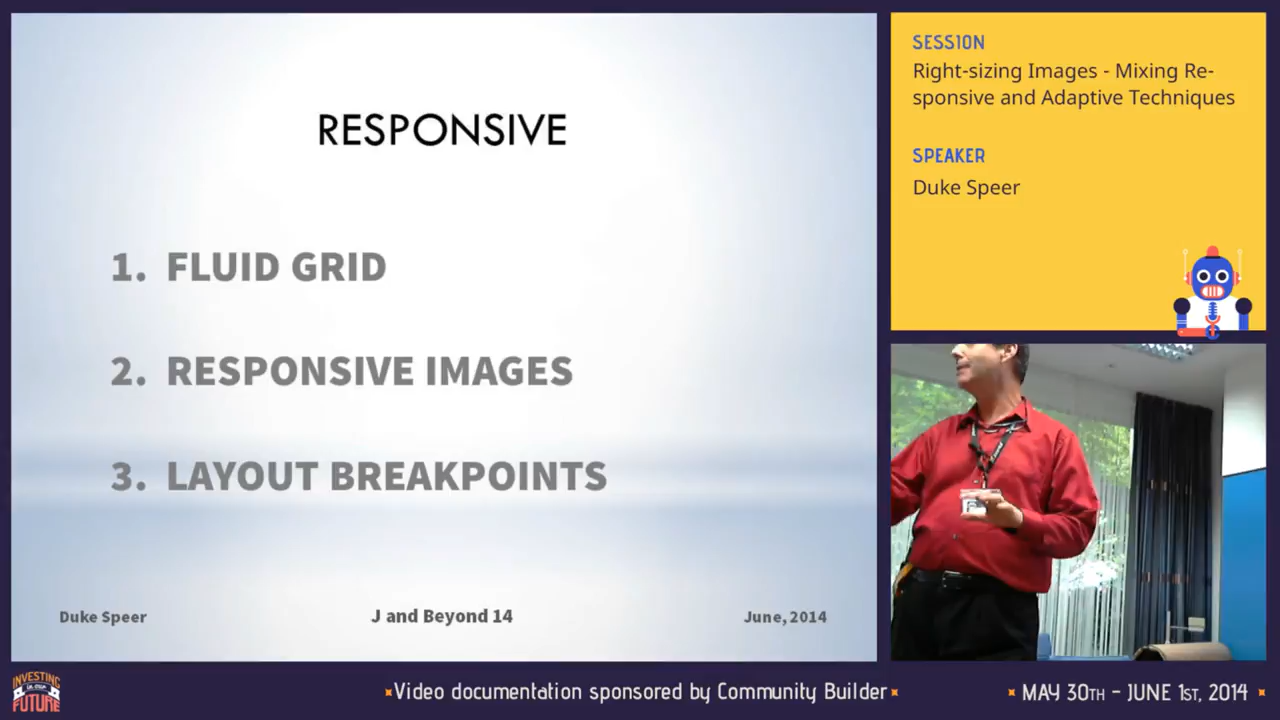 RESPONSIVE
1. FLUID GRID
2. RESPONSIVE IMAGES
3. LAYOUT BREAKPOINTS
Duke Speer
J and Beyond 14
June, 2014
SESSION
Right-sizing Images - Mixing Re-
sponsive and Adaptive Techniques
SPEAKER
Duke Speer
INVESTING
IN OUR
FUTURE
Video documentation sponsored by Community Builder
MAY 30TH - JUNE 1ST, 2014